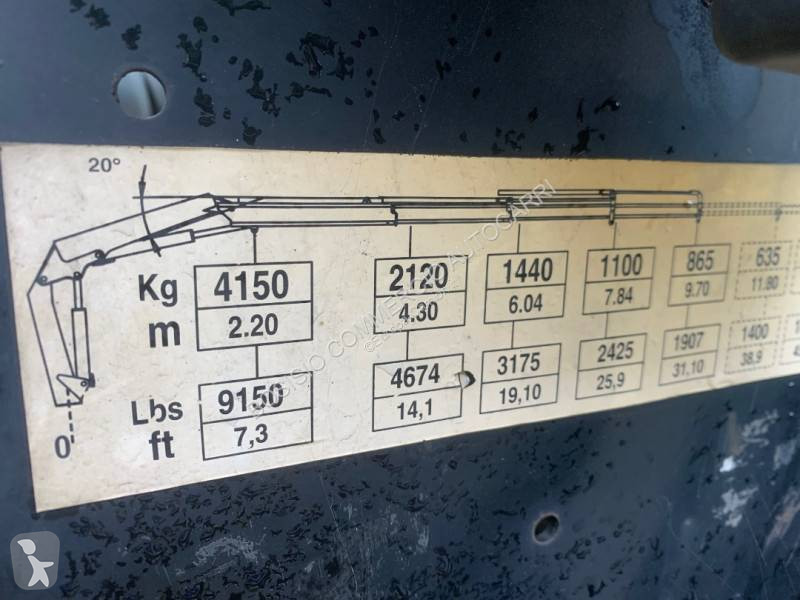 20°
Kg 4150 2120 1440 1100 865 635
m 2.20 4.30 6.04 7.84 9.70 11.80
Lbs 9150 4674 3175 2425 1907 1400
ft 7,3 14,1 19,10 25,9 31,10 38.9
0